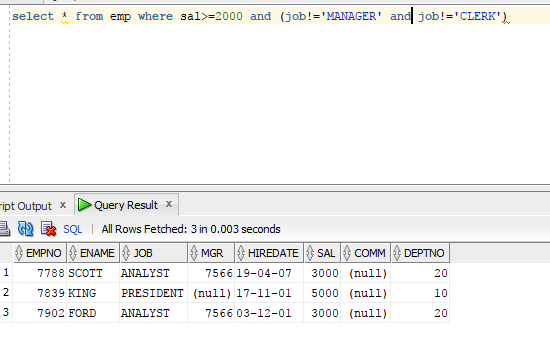 select * from emp where sal>=2000 and (job!='MANAGER' and job!='CLERK')
ript Output x Query Result x
SQL | All Rows Fetched: 3 in 0.003 seconds
EMPNO ENAME JOB MGR HIREDATE SAL COMM DEPTNO
1 7788 SCOTT ANALYST 7566 19-04-07 3000 (null) 20
2 7839 KING PRESIDENT (null) 17-11-01 5000 (null) 10
3 7902 FORD ANALYST 7566 03-12-01 3000 (null) 20